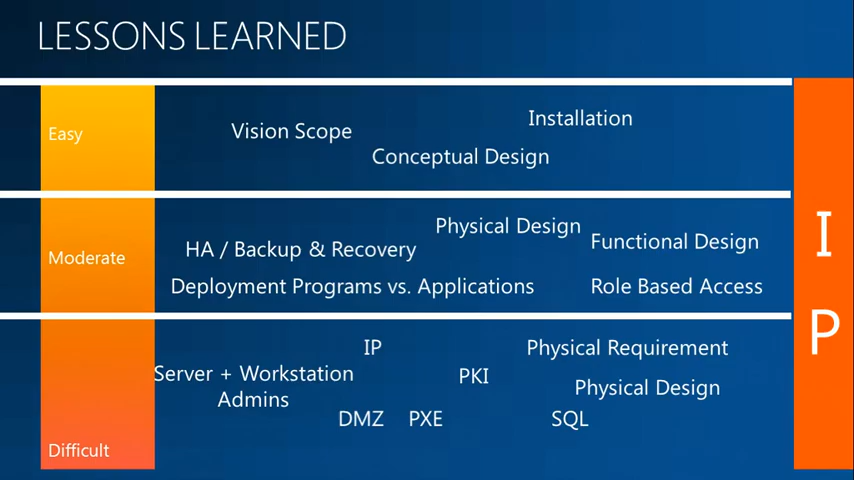 LESSONS LEARNED
Easy
Vision Scope
Installation
Conceptual Design
Moderate
HA / Backup & Recovery
Physical Design
Functional Design
Deployment Programs vs. Applications
Role Based Access
Difficult
IP
Physical Requirement
Server + Workstation
Admins
PKI
Physical Design
DMZ
PXE
SQL
I
P